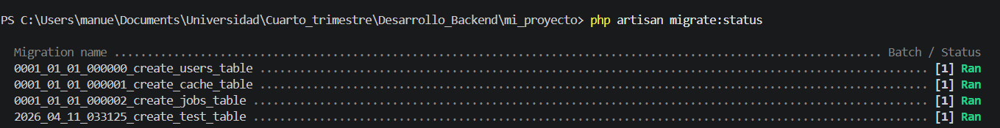 PS C:\Users\manue\Documents\Universidad\Cuarto_trimestre\Desarrollo_Backend\mi_proyecto> php artisan migrate:status
Migration name ........................................................................................................................ Batch / Status
0001_01_01_000000_create_users_table ......................................................................................................... [1] Ran
0001_01_01_000001_create_cache_table ......................................................................................................... [1] Ran
0001_01_01_000002_create_jobs_table .......................................................................................................... [1] Ran
2026_04_11_033125_create_test_table .......................................................................................................... [1] Ran